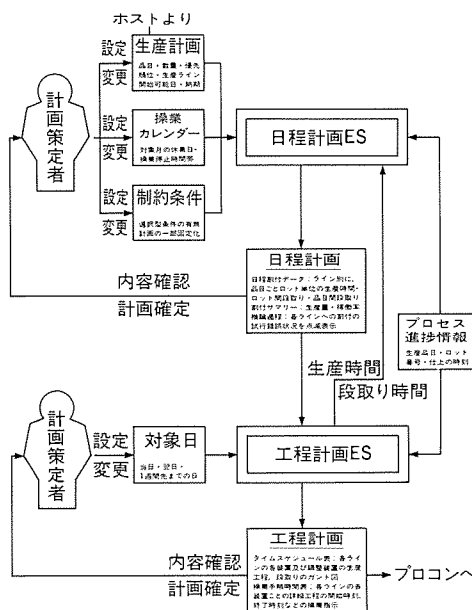 ホストより
設定
変更
生産計画
品目・数量・優先
順位・生産ライン
開始可能日・納期
計画策定者
設定
変更
操業
カレンダー
対象月の休業日・
操業停止時間等
日程計画ES
設定
変更
制約条件
選択型条件の有無
計画の一部固定化
内容確認
計画確定
日程計画
日程割付データ：ライン別に，
品目ごとロット単位の生産時間・
ロット間段取り・品目間段取り
割付サマリー：生産量・稼働率
推論過程：各ラインへの割付の
試行錯誤状況を点滅表示
プロセス
進捗情報
生産品目・ロット
番号・仕上の時刻
生産時間
段取り時間
計画策定者
設定
変更
対象日
当日・翌日・
1週間先までの日
工程計画ES
内容確認
計画確定
工程計画
タイムスケジュール表：各ライ
ンの各装置及び調整装置の生産
工程，段取りのガント図
操業手順時間表：各ラインの各
装置ごとの詳細工程の開始時刻，
終了時刻などの操業指示
プロコンへ